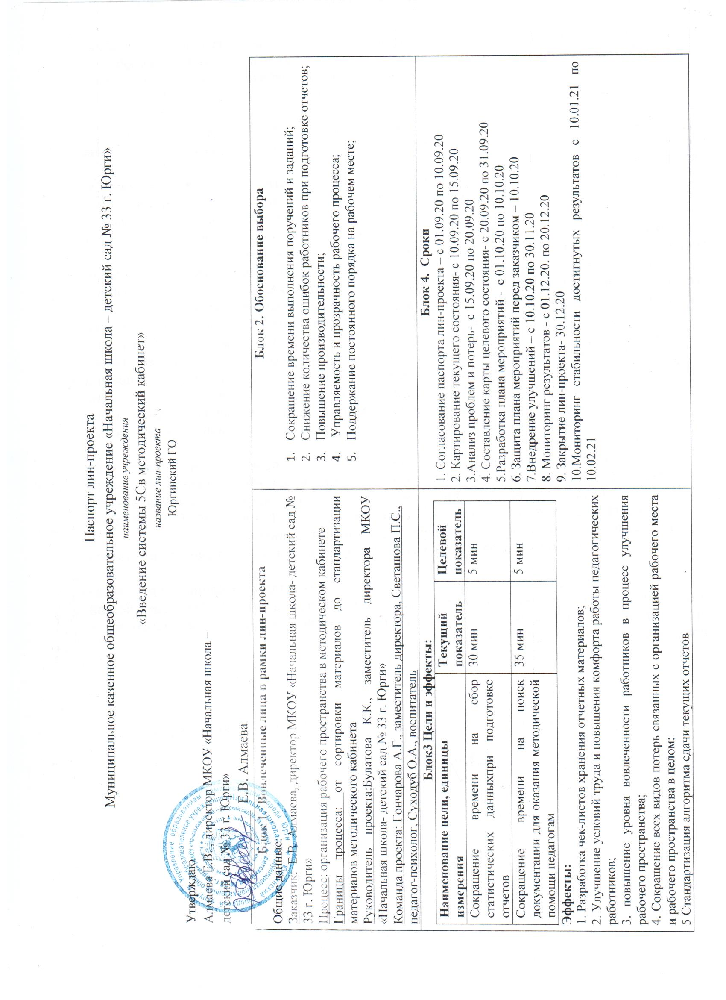 Паспорт лин-проекта
Муниципальное казенное общеобразовательное учреждение «Начальная школа – детский сад № 33 г. Юрги»
наименование учреждения
«Введение системы 5Св методический кабинет»
название лин-проекта
Юргинский ГО
Утверждаю
Алмаева Е.В., директор МКОУ «Начальная школа –
детский сад № 33 г. Юрги»
Е.В. Алмаева
Блок 1. Вовлеченные лица в рамки лин-проекта
Общие данные:
Заказчик: Е.В. Алмаева, директор МКОУ «Начальная школа- детский сад №
33 г. Юрги»
Процесс: организация рабочего пространства в методическом кабинете
Границы процесса: от сортировки материалов до стандартизации
материалов методического кабинета
Руководитель проекта:Булатова К.К., заместитель директора МКОУ
«Начальная школа- детский сад № 33 г. Юрги»
Команда проекта: Гончарова А.Г., заместитель директора, Светашова П.С.,
педагог-психолог, Суходуб О.А., воспитатель
Блок 2. Обоснование выбора
1. Сокращение времени выполнения поручений и заданий;
2. Снижение количества ошибок работников при подготовке отчетов;
3. Повышение производительности;
4. Управляемость и прозрачность рабочего процесса;
5. Поддержание постоянного порядка на рабочем месте;
Блок3 Цели и эффекты:
Наименование цели, единицы
измерения
Текущий
показатель
Целевой
показатель
Сокращение времени на сбор
статистических данныхпри подготовке
отчетов
30 мин
5 мин
Сокращение времени на поиск
документации для оказания методической
помощи педагогам
35 мин
5 мин
Эффекты:
1. Разработка чек-листов хранения отчетных материалов;
2. Улучшение условий труда и повышения комфорта работы педагогических
работников;
3. повышение уровня вовлеченности работников в процесс улучшения
рабочего пространства;
4. Сокращение всех видов потерь связанных с организацией рабочего места
и рабочего пространства в целом;
5 Стандартизация алгоритма сдачи текущих отчетов
Блок 4. Сроки
1. Согласование паспорта лин-проекта – с 01.09.20 по 10.09.20
2. Картирование текущего состояния- с 10.09.20 по 15.09.20
3.Анализ проблем и потерь- с 15.09.20 по 20.09.20
4. Составление карты целевого состояния- с 20.09.20 по 31.09.20
5.Разработка плана мероприятий - с 01.10.20 по 10.10.20
6. Защита плана мероприятий перед заказчиком – 10.10.20
7.Внедрение улучшений – с 10.10.20 по 30.11.20
8. Мониторинг результатов - с 01.12.20. по 20.12.20
9. Закрытие лин-проекта- 30.12.20
10.Мониторинг стабильности достигнутых результатов с 10.01.21 по
10.02.21